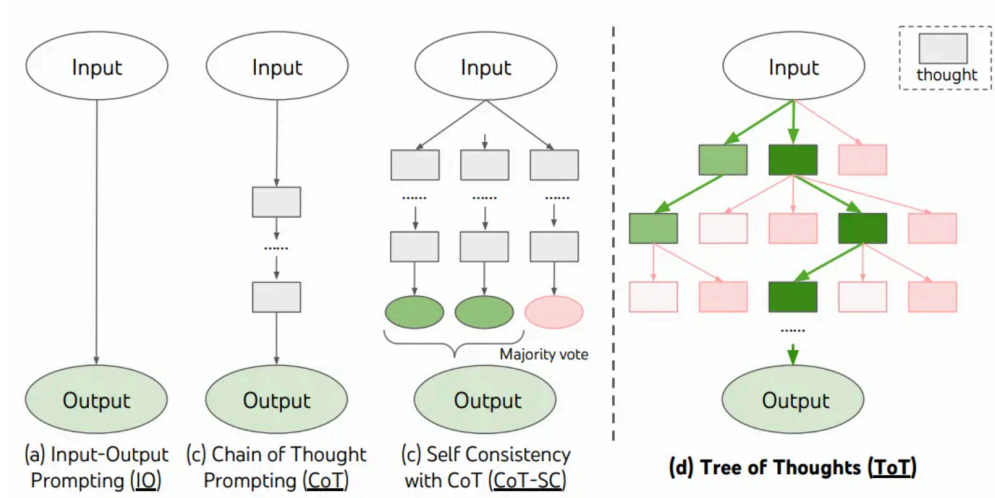 Input
Input
Input
Input
thought
......
......
......
......
......
Majority vote
Output
Output
Output
Output
(a) Input-Output
Prompting (IO)
(c) Chain of Thought
Prompting (CoT)
(c) Self Consistency
with CoT (CoT-SC)
(d) Tree of Thoughts (ToT)